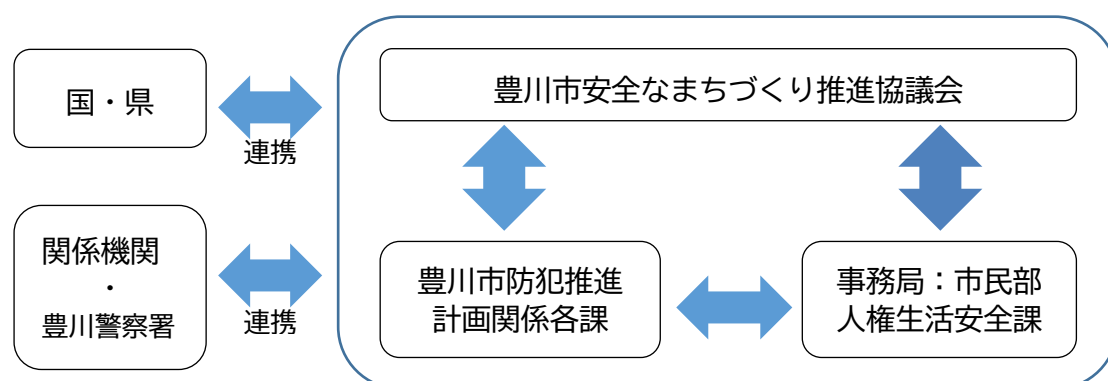 国・県
連携
豊川市安全なまちづくり推進協議会
関係機関
・
豊川警察署
連携
豊川市防犯推進
計画関係各課
事務局：市民部
人権生活安全課